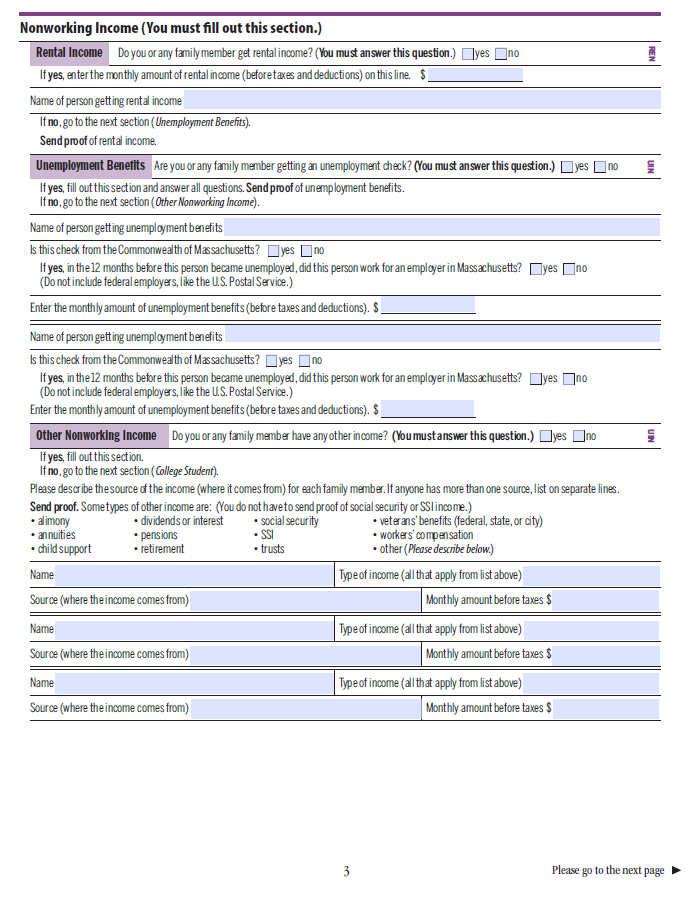 Nonworking Income (You must fill out this section.)
Rental Income Do you or any family member get rental income? (You must answer this question.) yes no REN
If yes, enter the monthly amount of rental income (before taxes and deductions) on this line. $
Name of person getting rental income
If no, go to the next section (Unemployment Benefits).
Send proof of rental income.
Unemployment Benefits Are you or any family member getting an unemployment check? (You must answer this question.) yes no UIN
If yes, fill out this section and answer all questions. Send proof of unemployment benefits.
If no, go to the next section (Other Nonworking Income).
Name of person getting unemployment benefits
Is this check from the Commonwealth of Massachusetts? yes no
If yes, in the 12 months before this person became unemployed, did this person work for an employer in Massachusetts? yes no
(Do not include federal employers, like the U.S. Postal Service.)
Enter the monthly amount of unemployment benefits (before taxes and deductions). $
Name of person getting unemployment benefits
Is this check from the Commonwealth of Massachusetts? yes no
If yes, in the 12 months before this person became unemployed, did this person work for an employer in Massachusetts? yes no
(Do not include federal employers, like the U.S. Postal Service.)
Enter the monthly amount of unemployment benefits (before taxes and deductions). $
Other Nonworking Income Do you or any family member have any other income? (You must answer this question.) yes no UIN
If yes, fill out this section.
If no, go to the next section (College Student).
Please describe the source of the income (where it comes from) for each family member. If anyone has more than one source, list on separate lines.
Send proof. Some types of other income are: (You do not have to send proof of social security or SSI income.)
• alimony • dividends or interest • social security • veterans' benefits (federal, state, or city)
• annuities • pensions • SSI • workers' compensation
• child support • retirement • trusts • other (Please describe below.)
Name Type of income (all that apply from list above)
Source (where the income comes from) Monthly amount before taxes $
Name Type of income (all that apply from list above)
Source (where the income comes from) Monthly amount before taxes $
Name Type of income (all that apply from list above)
Source (where the income comes from) Monthly amount before taxes $
3 Please go to the next page ►